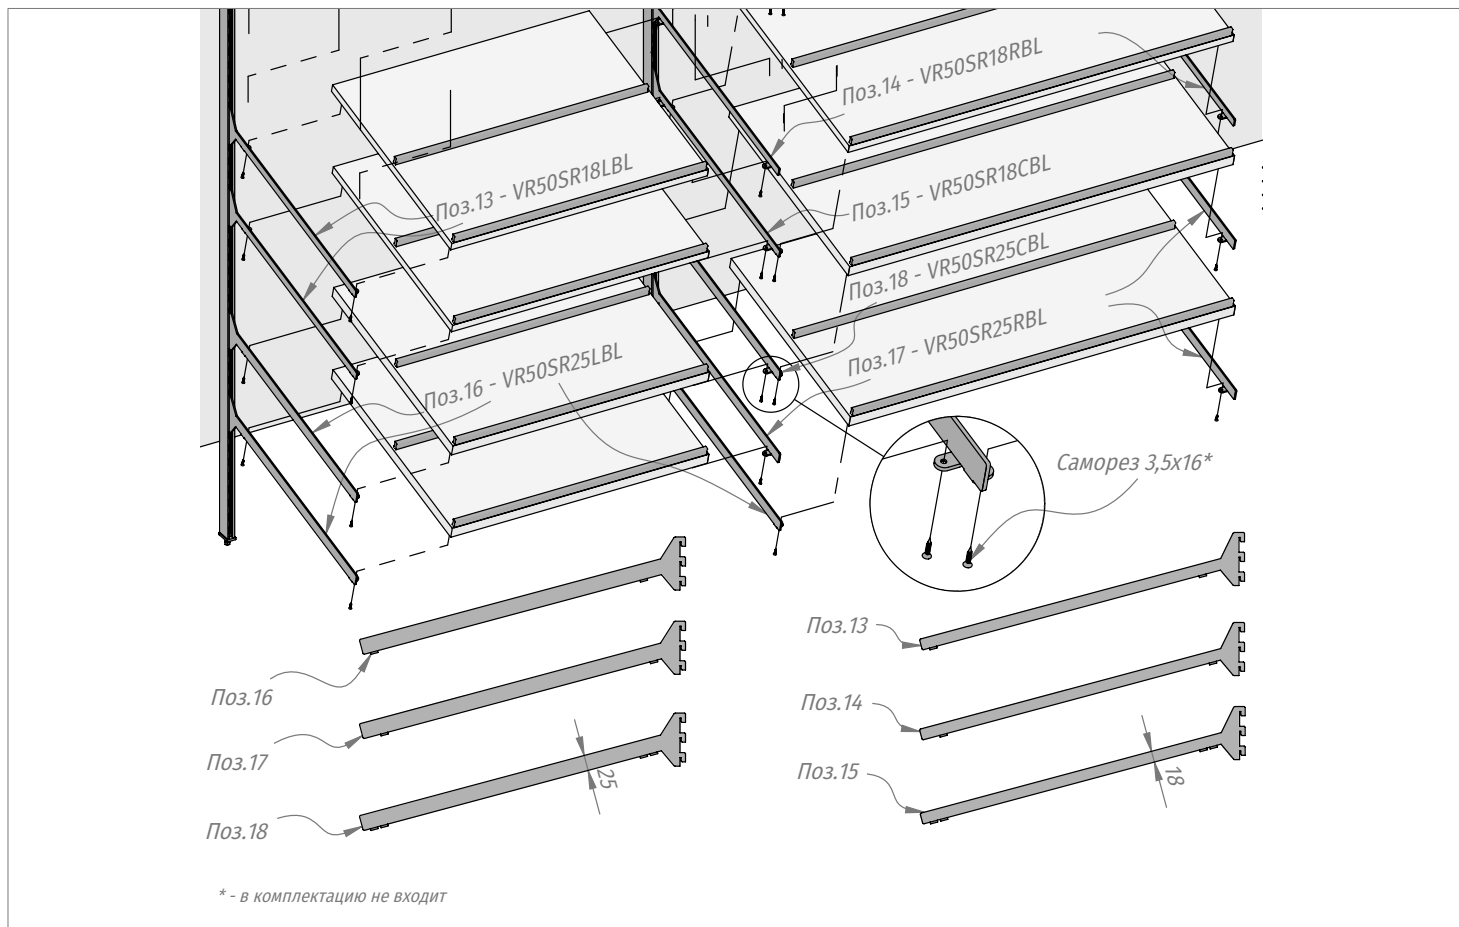 Поз.14 - VR50SR18RBL
Поз.13 - VR50SR18LBL
Поз.15 - VR50SR18CBL
Поз.18 - VR50SR25CBL
Поз.17 - VR50SR25RBL
Поз.16 - VR50SR25LBL
Саморез 3,5х16*
Поз.16
Поз.13
Поз.17
Поз.14
25
Поз.18
Поз.15
18
* - в комплектацию не входит